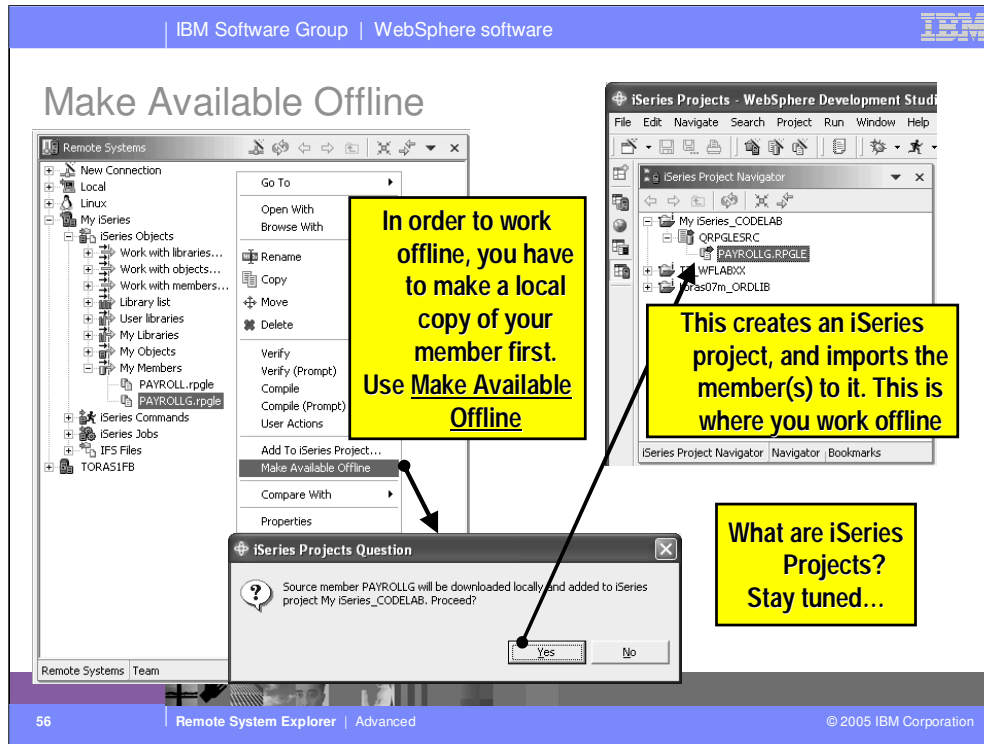 IBM Software Group | WebSphere software
IBM
Make Available Offline
Remote Systems
New Connection
Local
Linux
My iSeries
iSeries Objects
Work with libraries...
Work with objects...
Work with members...
Library list
User libraries
My Libraries
My Objects
My Members
PAYROLL.rpgle
PAYROLLG.rpgle
iSeries Commands
iSeries Jobs
IFS Files
TORAS1FB
Remote Systems
Team
Go To
Open With
Browse With
Rename
Copy
Move
Delete
Verify
Verify (Prompt)
Compile
Compile (Prompt)
User Actions
Add To iSeries Project...
Make Available Offline
Compare With
Properties
In order to work
offline, you have
to make a local
copy of your
member first.
Use Make Available
Offline
iSeries Projects - WebSphere Development Studi
File Edit Navigate Search Project Run Window Help
iSeries Project Navigator
My iSeries_CODELAB
QRPGLESRC
PAYROLLG.RPGLE
WFLABXX
oras07m_ORDLIB
This creates an iSeries
project, and imports the
member(s) to it. This is
where you work offline
iSeries Project Navigator Navigator Bookmarks
iSeries Projects Question
Source member PAYROLLG will be downloaded locally and added to iSeries
project My iSeries_CODELAB. Proceed?
Yes
No
What are iSeries
Projects?
Stay tuned...
56
Remote System Explorer | Advanced
© 2005 IBM Corporation